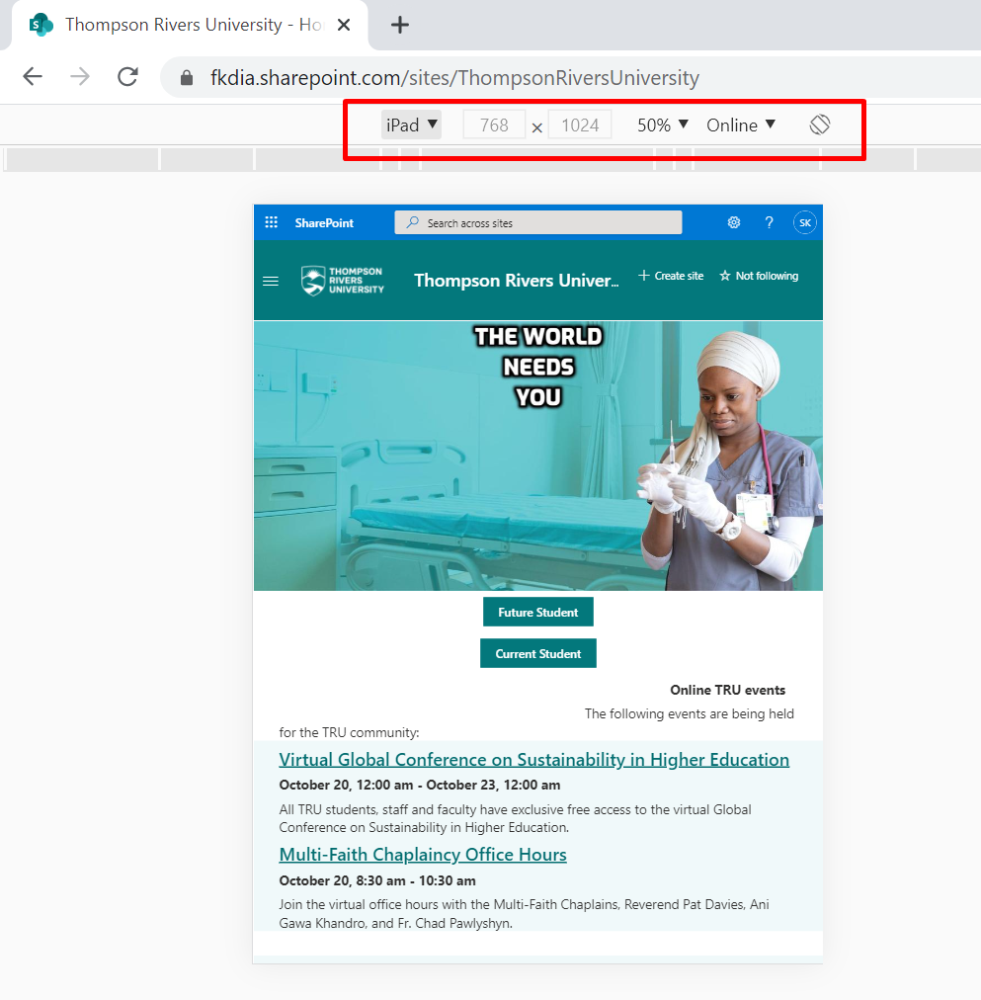 Thompson Rivers University - Ho
fkdia.sharepoint.com/sites/ThompsonRiversUniversity
iPad 768 × 1024 50% Online
SharePoint Search across sites ? SK
THOMPSON
RIVERS
UNIVERSITY
Thompson Rivers Univer... + Create site Not following
THE WORLD
NEEDS
YOU
Future Student
Current Student
Online TRU events
The following events are being held
for the TRU community:
Virtual Global Conference on Sustainability in Higher Education
October 20, 12:00 am - October 23, 12:00 am
All TRU students, staff and faculty have exclusive free access to the virtual Global
Conference on Sustainability in Higher Education.
Multi-Faith Chaplaincy Office Hours
October 20, 8:30 am - 10:30 am
Join the virtual office hours with the Multi-Faith Chaplains, Reverend Pat Davies, Ani
Gawa Khandro, and Fr. Chad Pawlyshyn.